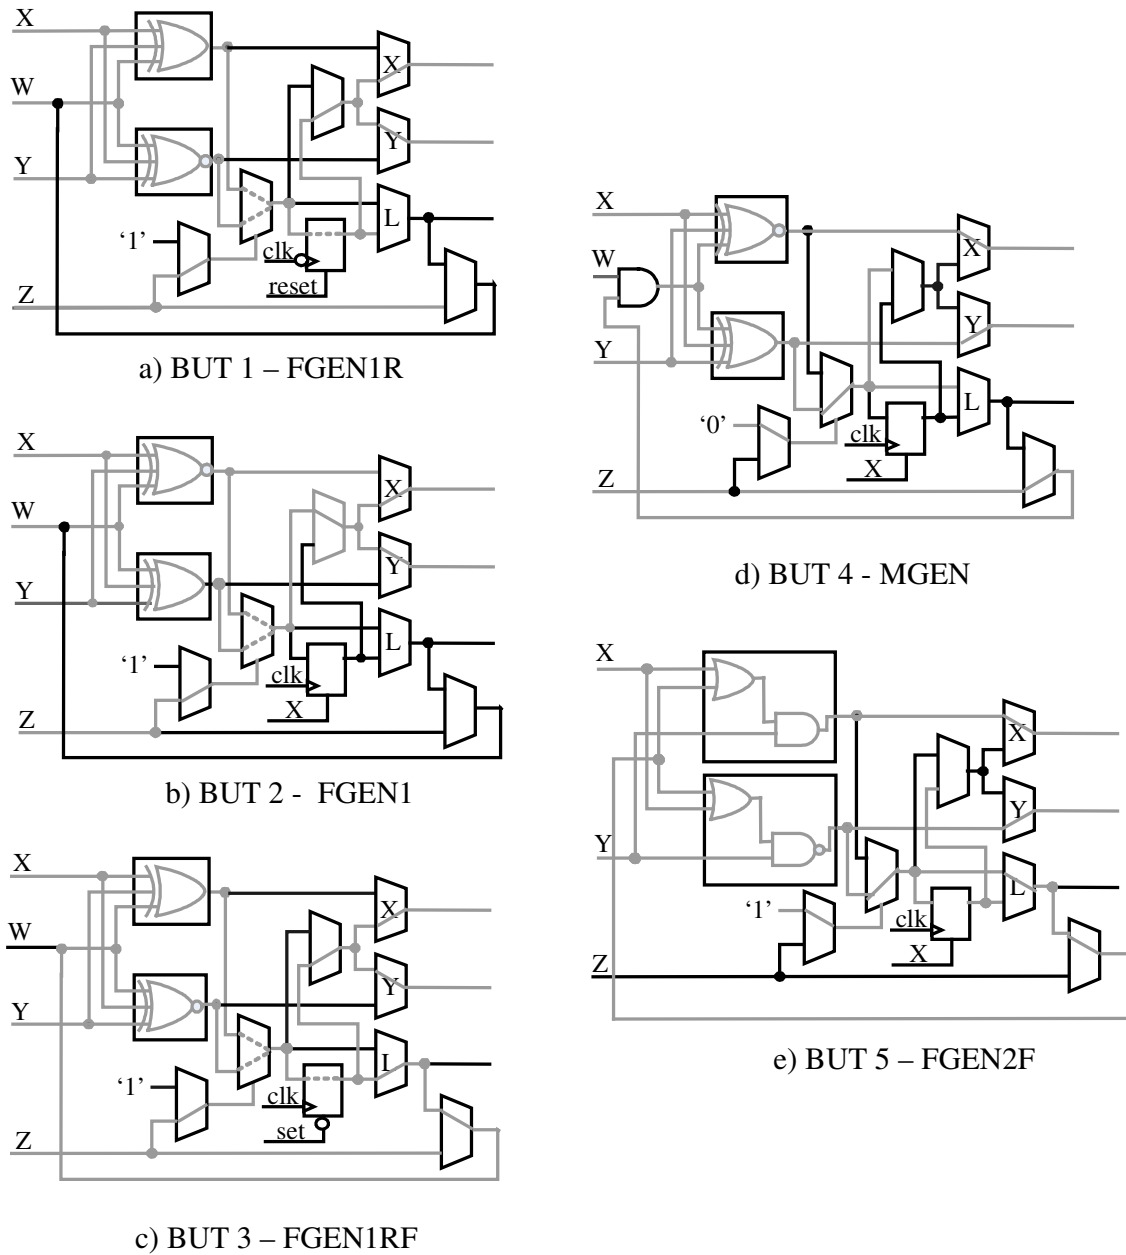 X
X
W
Y
Y
‘1’
L
clk
Z
reset
a) BUT 1 – FGEN1R
X
X
W
Y
Y
‘1’
L
clk
X
Z
b) BUT 2 - FGEN1
X
X
W
Y
Y
‘1’
L
clk
set
Z
c) BUT 3 – FGEN1RF
X
X
W
Y
Y
L
‘0’
clk
X
Z
d) BUT 4 - MGEN
X
X
Y
Y
L
‘1’
clk
X
Z
e) BUT 5 – FGEN2F